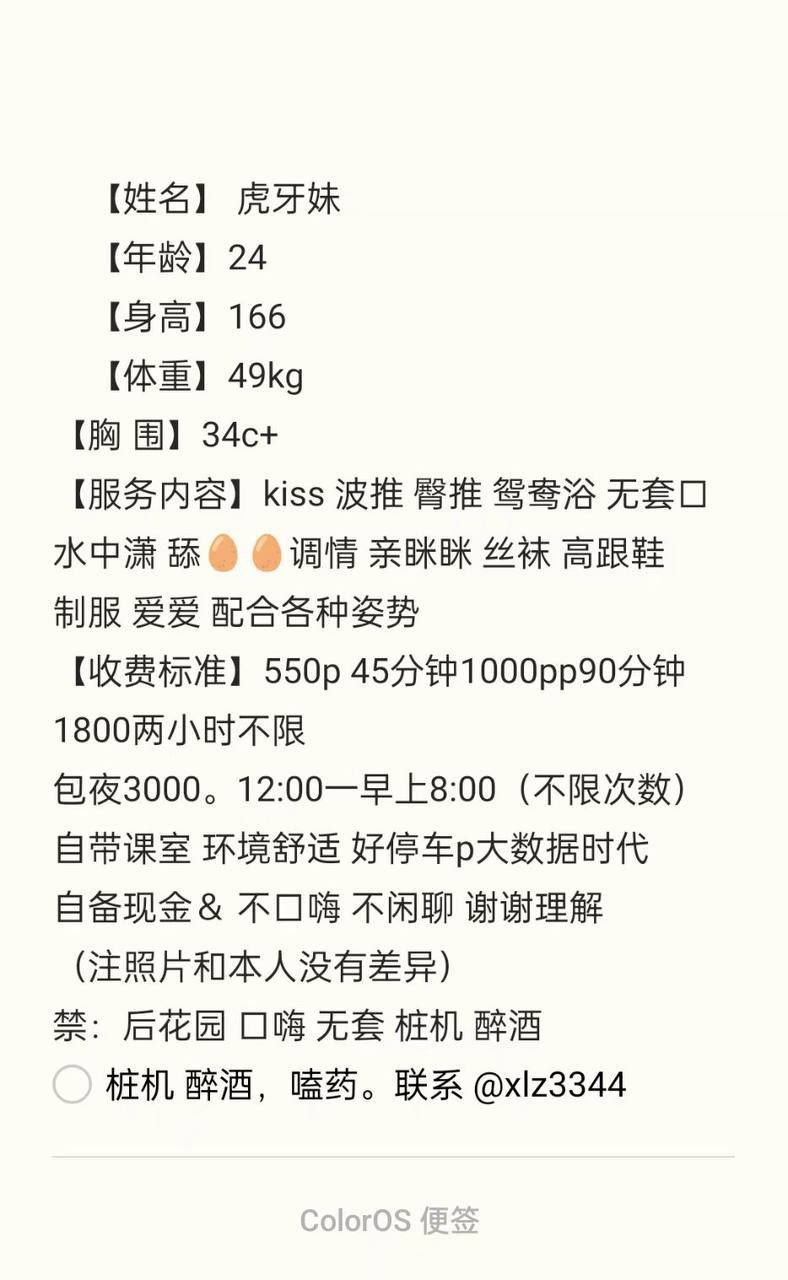 【姓名】 虎牙妹
【年龄】24
【身高】166
【体重】49kg
【胸 围】34c+
【服务内容】kiss 波推 臀推 鸳鸯浴 无套口
水中潇 舔🥚🥚调情 亲眯眯 丝袜 高跟鞋
制服 爱爱 配合各种姿势
【收费标准】550p 45分钟1000pp90分钟
1800两小时不限
包夜3000。12:00一早上8:00（不限次数）
自带课室 环境舒适 好停车p大数据时代
自备现金& 不口嗨 不闲聊 谢谢理解
（注照片和本人没有差异）
禁：后花园 口嗨 无套 桩机 醉酒
桩机 醉酒，嗑药。联系 @xlz3344
ColorOS 便签